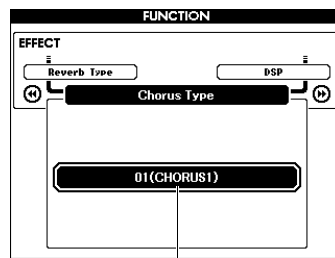 FUNCTION
EFFECT
Reverb Type
DSP
Chorus Type
01(CHORUS1)